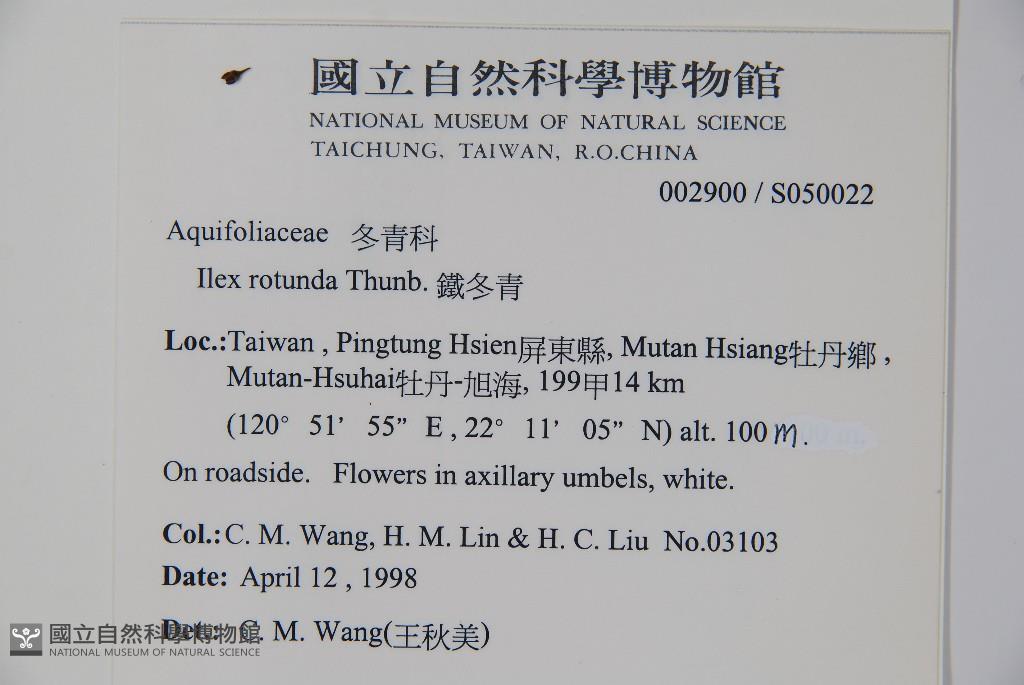 國立自然科學博物館
NATIONAL MUSEUM OF NATURAL SCIENCE
TAICHUNG, TAIWAN, R.O.CHINA
002900 / S050022
Aquifoliaceae 冬青科
Ilex rotunda Thunb. 鐵冬青
Loc.:Taiwan , Pingtung Hsien屏東縣, Mutan Hsiang牡丹鄉 ,
Mutan-Hsuhai牡丹-旭海, 199甲14 km
(120° 51’ 55” E , 22° 11’ 05” N) alt. 100 m.
On roadside. Flowers in axillary umbels, white.
Col.:C. M. Wang, H. M. Lin & H. C. Liu No.03103
Date: April 12 , 1998
Det.: C. M. Wang(王秋美)
國立自然科學博物館
NATIONAL MUSEUM OF NATURAL SCIENCE